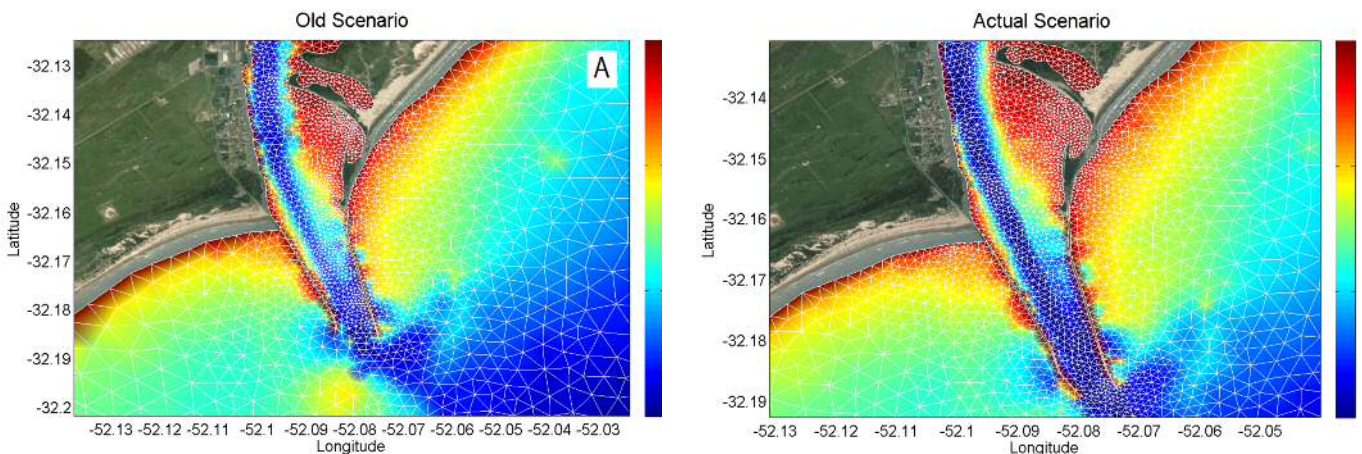 Old Scenario
A
-32.13
-32.14
-32.15
-32.16
-32.17
-32.18
-32.19
-32.2
-52.13 -52.12 -52.11 -52.1 -52.09 -52.08 -52.07 -52.06 -52.05 -52.04 -52.03
Longitude
Latitude
Actual Scenario
-32.14
-32.15
-32.16
-32.17
-32.18
-32.19
-52.13 -52.12 -52.11 -52.1 -52.09 -52.08 -52.07 -52.06 -52.05
Longitude
Latitude